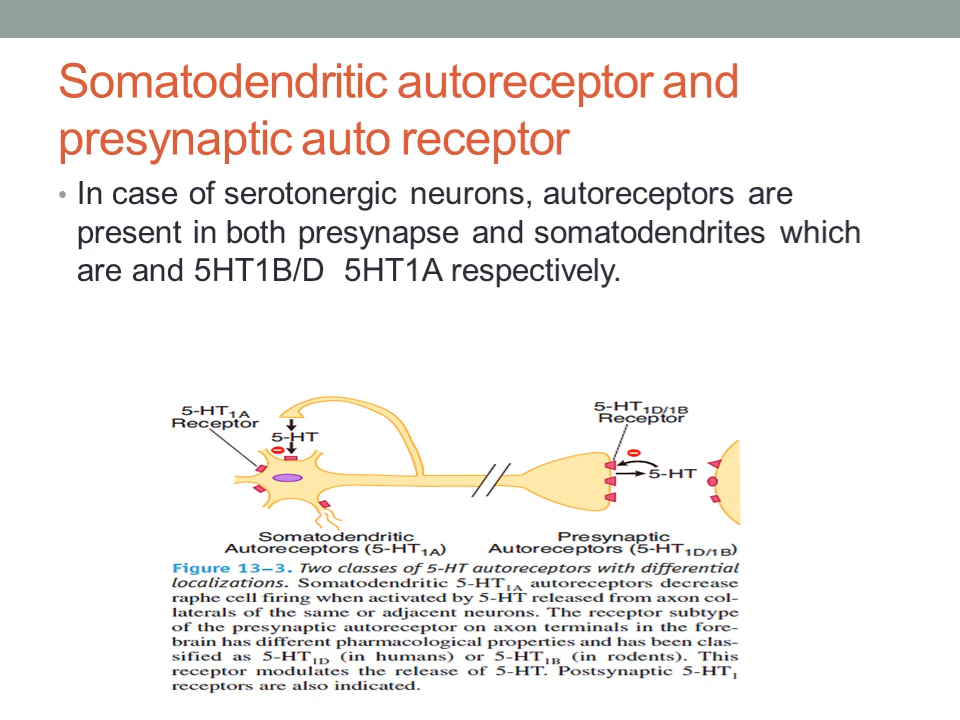 Somatodendritic autoreceptor and
presynaptic auto receptor
• In case of serotonergic neurons, autoreceptors are
present in both presynapse and somatodendrites which
are and 5HT1B/D 5HT1A respectively.
5-HT1A
Receptor
5-HT
5-HT1D/1B
Receptor
5-HT
Somatodendritic
Autoreceptors (5-HT1A)
Presynaptic
Autoreceptors (5-HT1D/1B)
Figure 13–3. Two classes of 5-HT autoreceptors with differential
localizations. Somatodendritic 5-HT1A autoreceptors decrease
raphe cell firing when activated by 5-HT released from axon col-
laterals of the same or adjacent neurons. The receptor subtype
of the presynaptic autoreceptor on axon terminals in the fore-
brain has different pharmacological properties and has been clas-
sified as 5-HT1D (in humans) or 5-HT1B (in rodents). This
receptor modulates the release of 5-HT. Postsynaptic 5-HT1
receptors are also indicated.